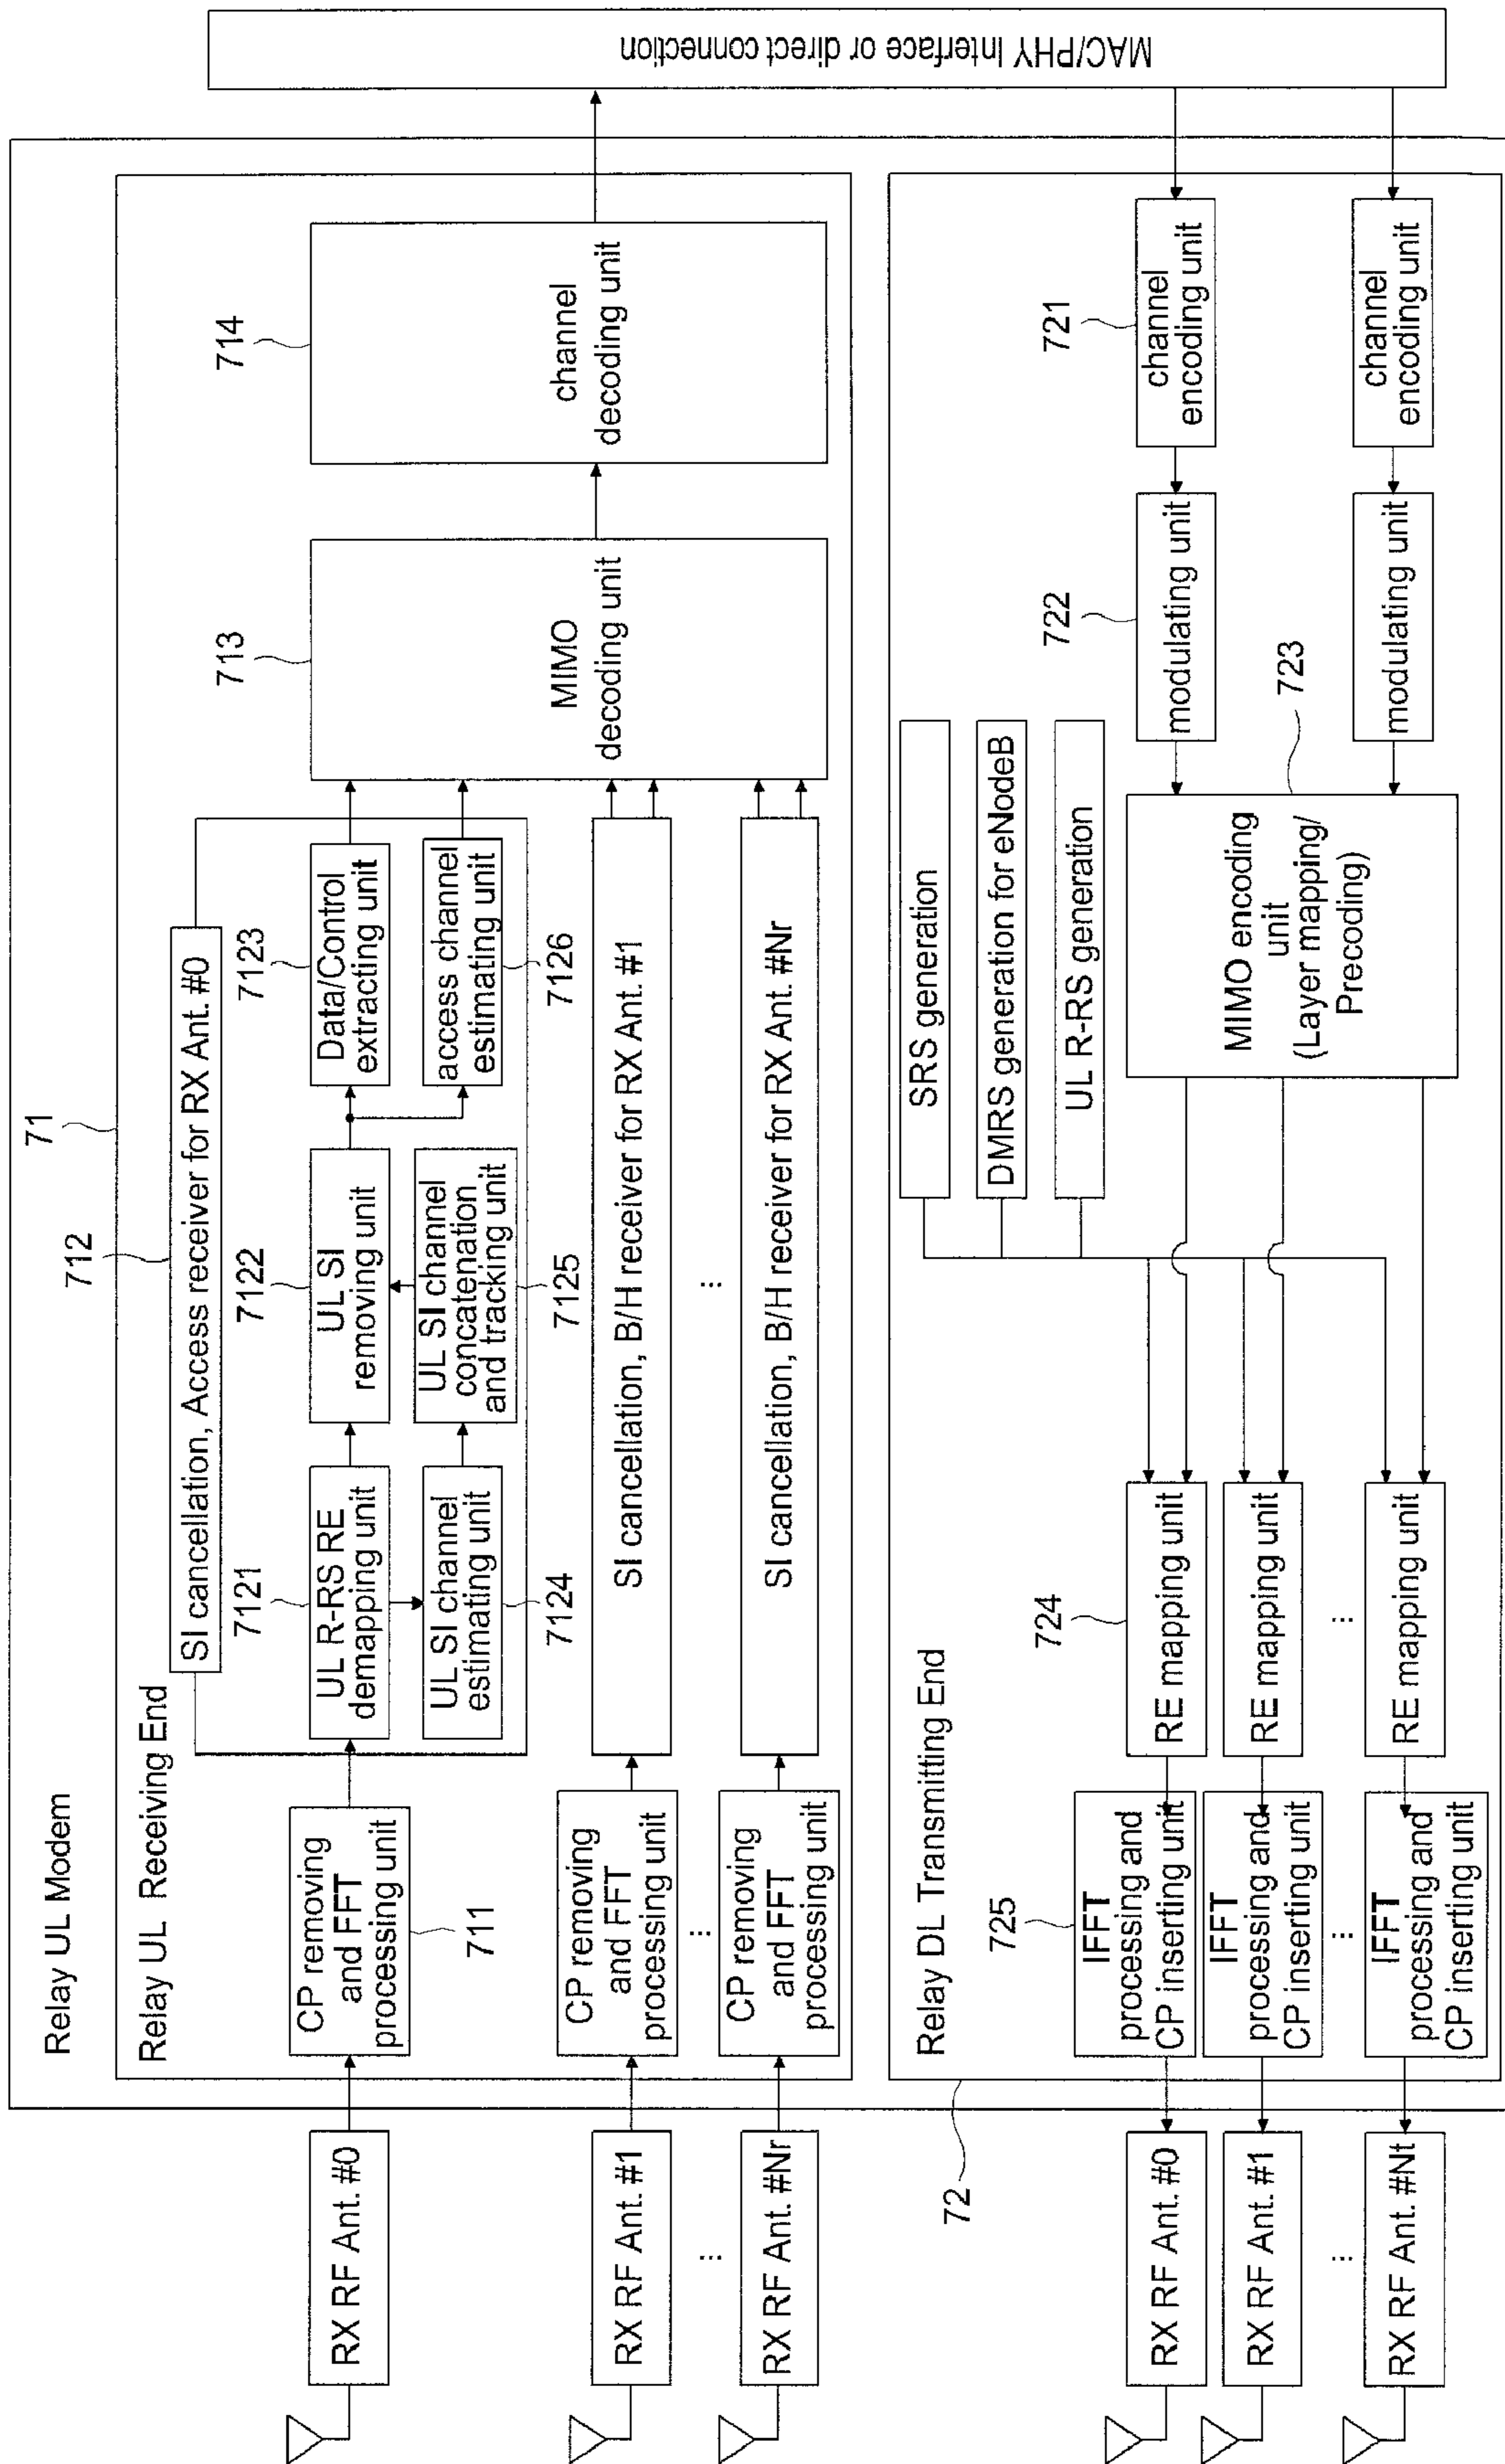 Relay UL Modem
71
Relay UL Receiving End
712
SI cancellation, Access receiver for RX Ant. #0
RX RF Ant. #0
CP removing
and FFT
processing unit
711
7121
UL R-RS RE
demapping unit
7122
UL SI
removing unit
7123
Data/Control
extracting unit
UL SI channel
estimating unit
7124
UL SI channel
concatenation
and tracking unit
7125
access channel
estimating unit
7126
713
MIMO
decoding unit
714
channel
decoding unit
RX RF Ant. #1
CP removing
and FFT
processing unit
SI cancellation, B/H receiver for RX Ant. #1
...
...
...
RX RF Ant. #Nr
CP removing
and FFT
processing unit
SI cancellation, B/H receiver for RX Ant. #Nr
MAC/PHY Interface or direct connection
72
Relay DL Transmitting End
SRS generation
DMRS generation for eNodeB
UL R-RS generation
RX RF Ant. #0
725
IFFT
processing and
CP inserting unit
724
RE mapping unit
723
MIMO encoding
unit
(Layer mapping/
Precoding)
722
modulating unit
721
channel
encoding unit
RX RF Ant. #1
IFFT
processing and
CP inserting unit
RE mapping unit
...
...
...
RX RF Ant. #Nt
IFFT
processing and
CP inserting unit
RE mapping unit
modulating unit
channel
encoding unit